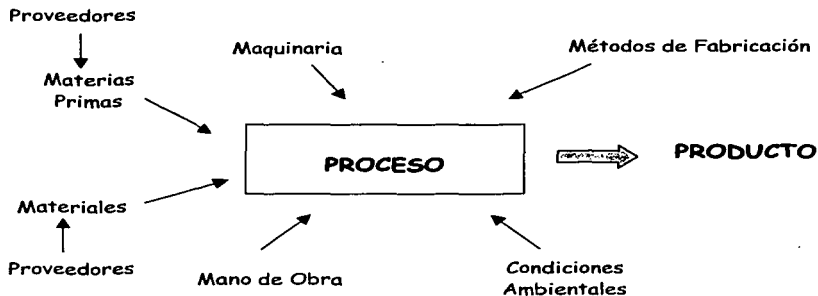 Proveedores
Maquinaria
Métodos de Fabricación
Materias
Primas
PROCESO
PRODUCTO
Materiales
Proveedores
Mano de Obra
Condiciones
Ambientales